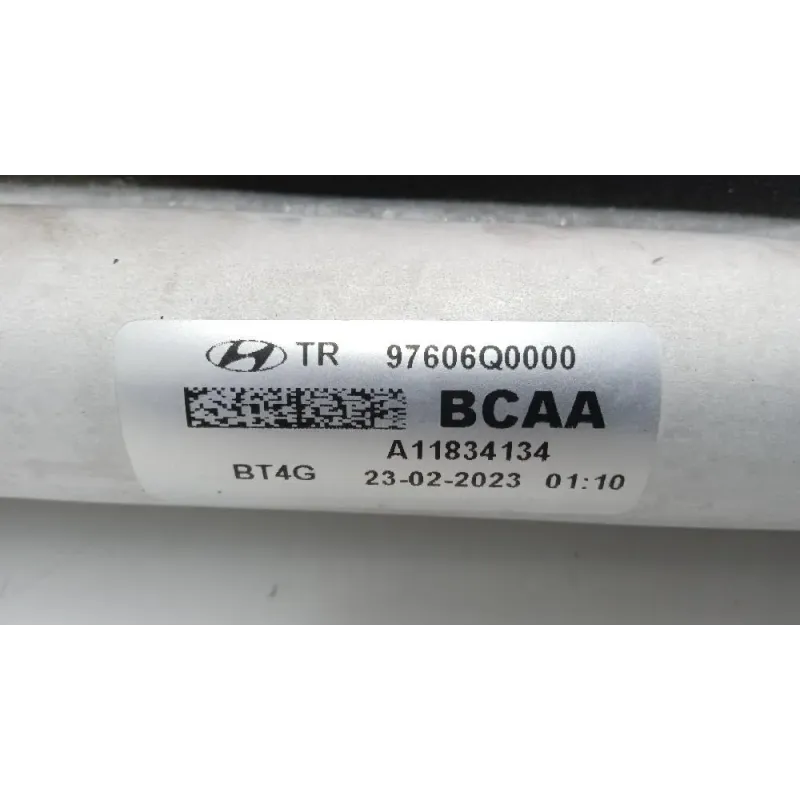 TR 97606Q0000
BCAA
A11834134
BT4G 23-02-2023 01:10